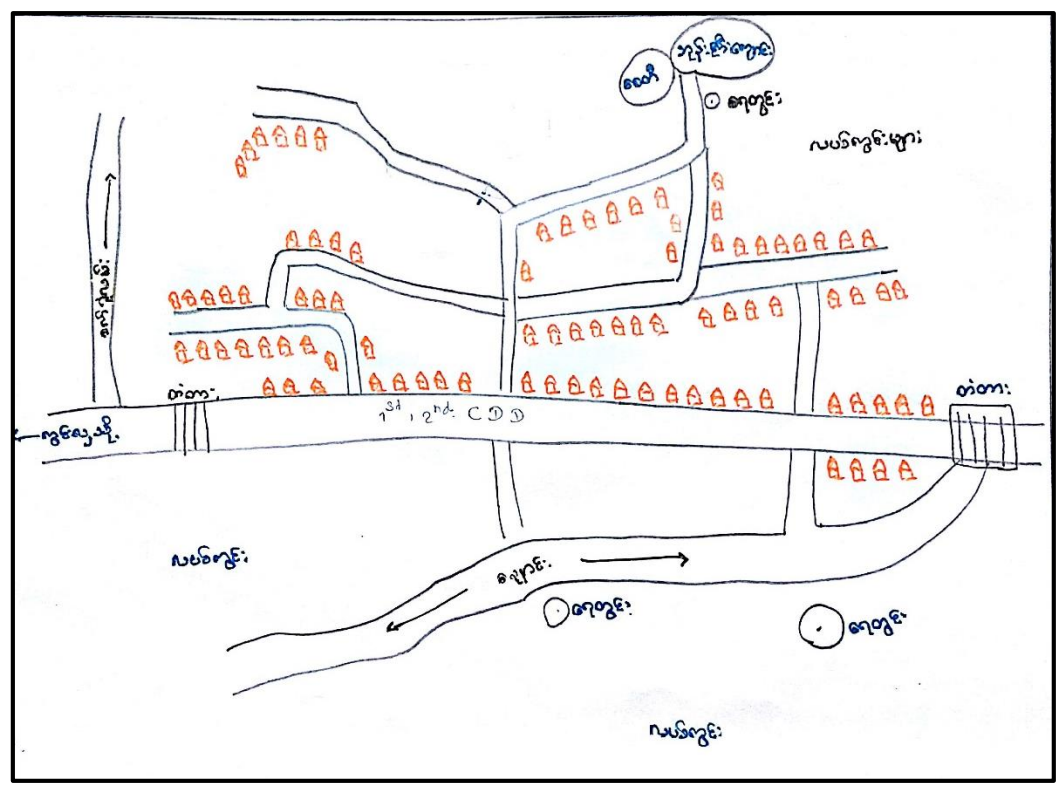 ဘုန်းကြီးကျောင်း
စေတီ
ရေတွင်း
လယ်ကွင်းများ
တံတား
တံတား
1st, 2nd CDD
လယ်ကွင်း
ချောင်း
ရေတွင်း
ရေတွင်း
လယ်ကွင်း